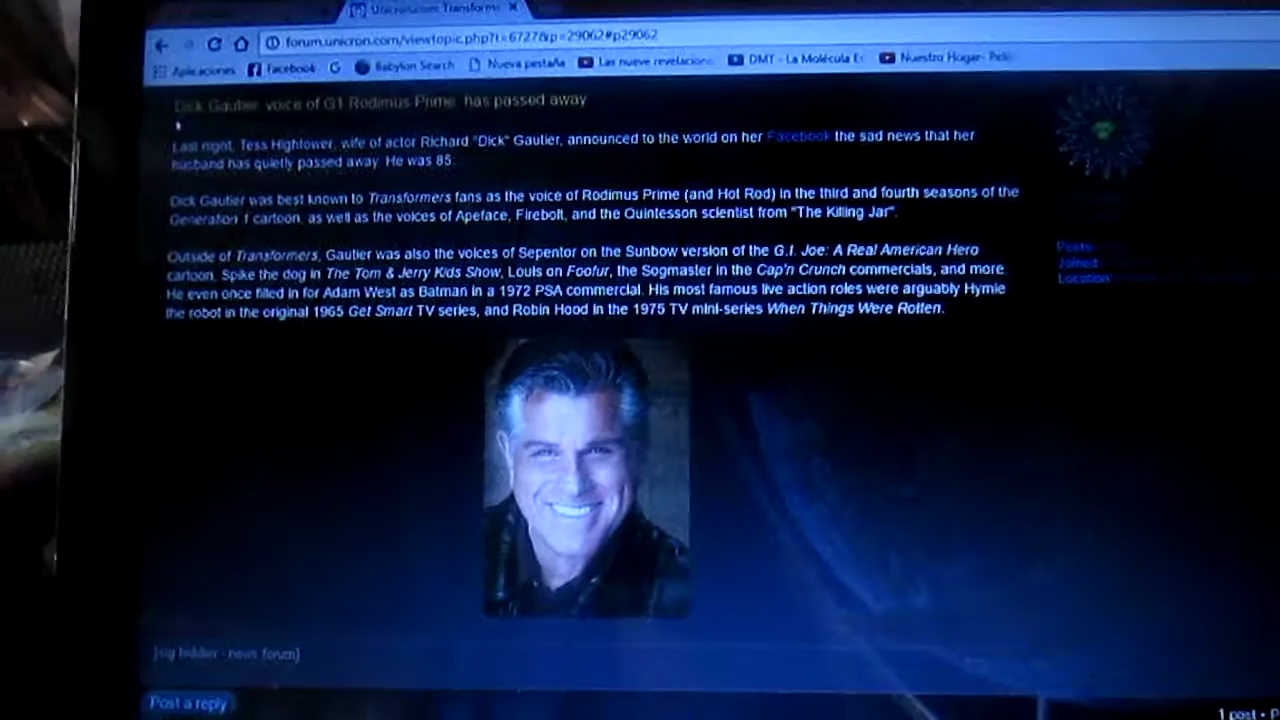 Unicron.com Transform
forum.unicron.com/viewtopic.php?t=6727&p=29062#p29062
Aplicaciones Facebook G Babylon Search Nueva pestaña Las nueve revelacione DMT - La Molécula Es Nuestro Hogar- Peli
Dick Gautier, voice of G1 Rodimus Prime, has passed away
Last night, Tess Hightower, wife of actor Richard "Dick" Gautier, announced to the world on her Facebook the sad news that her
husband has quietly passed away. He was 85.
Dick Gautier was best known to Transformers fans as the voice of Rodimus Prime (and Hot Rod) in the third and fourth seasons of the
Generation 1 cartoon, as well as the voices of Apeface, Firebolt, and the Quintesson scientist from "The Killing Jar".
Outside of Transformers, Gautier was also the voices of Serpentor on the Sunbow version of the G.I. Joe: A Real American Hero
cartoon, Spike the dog in The Tom & Jerry Kids Show, Louis on Foofur, the Sogmaster in the Cap'n Crunch commercials, and more.
He even once filled in for Adam West as Batman in a 1972 PSA commercial. His most famous live action roles were arguably Hymie
the robot in the original 1965 Get Smart TV series, and Robin Hood in the 1975 TV mini-series When Things Were Rotten.
Posts
Joined
Location
[sig hidden - news forum]
Post a reply
1 post •